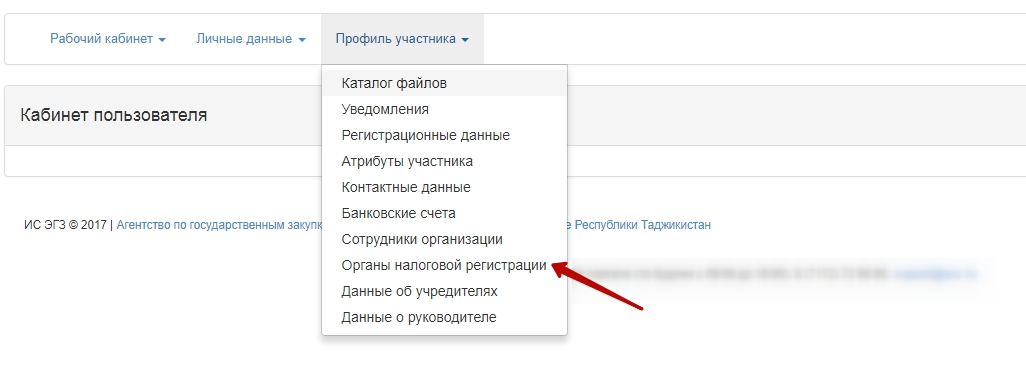 Рабочий кабинет Личные данные Профиль участника
Каталог файлов
Кабинет пользователя
Уведомления
Регистрационные данные
Атрибуты участника
Контактные данные
Банковские счета
ИС ЭГЗ © 2017 | Агентство по государственным закупк е Республики Таджикистан
Сотрудники организации
Органы налоговой регистрации
Данные об учредителях
Данные о руководителе